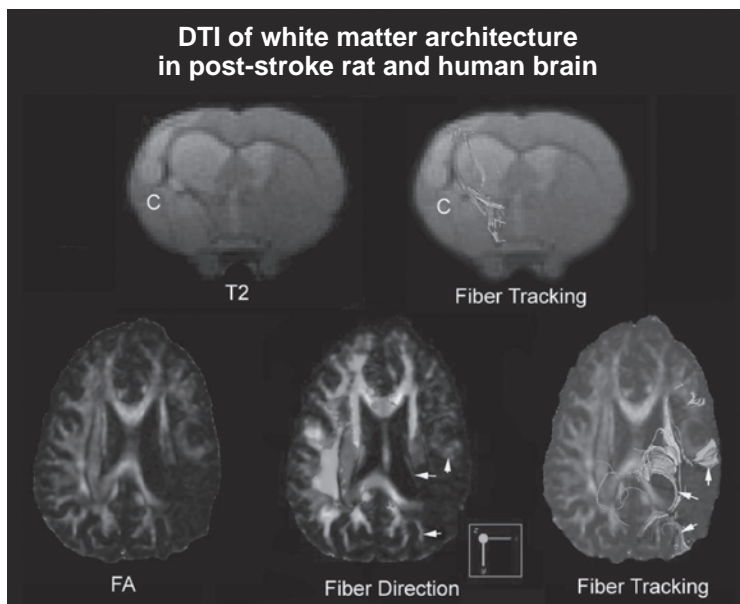 DTI of white matter architecture
in post-stroke rat and human brain
C
C
T2
Fiber Tracking
FA
Fiber Direction
Fiber Tracking